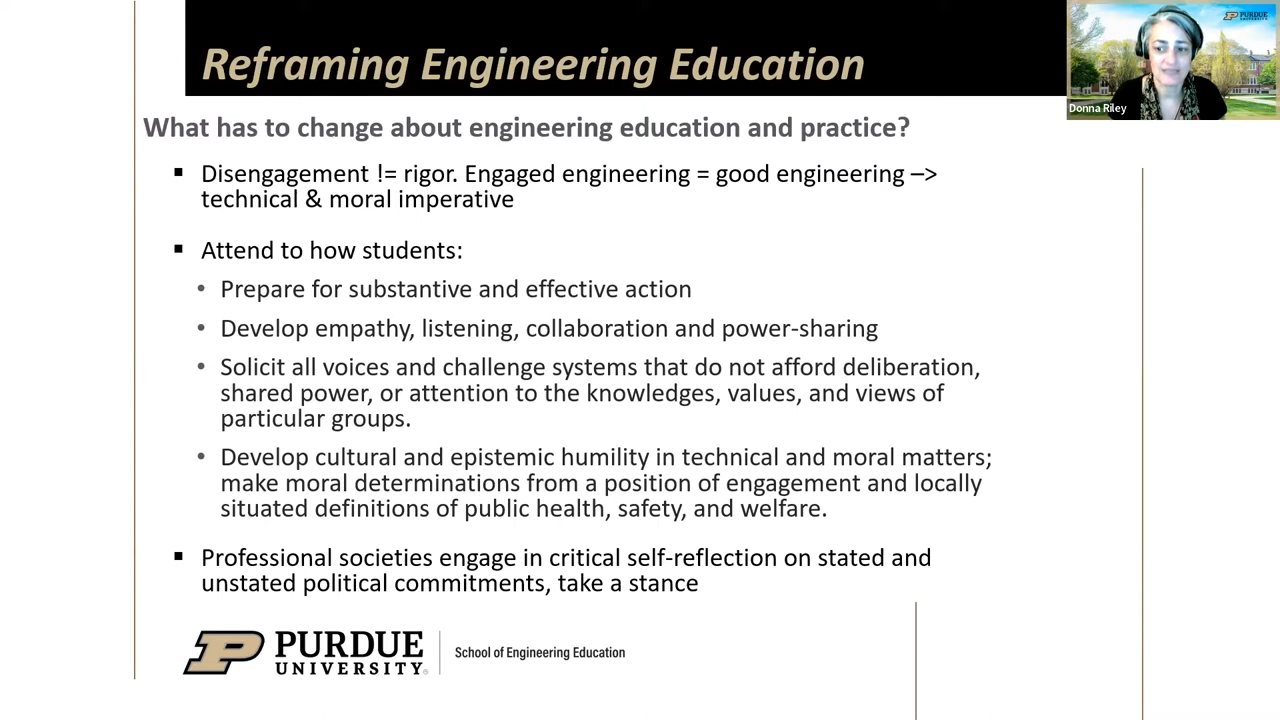 Reframing Engineering Education
PURDUE
UNIVERSITY
Donna Riley
What has to change about engineering education and practice?
▪ Disengagement != rigor. Engaged engineering = good engineering –>
technical & moral imperative
▪ Attend to how students:
• Prepare for substantive and effective action
• Develop empathy, listening, collaboration and power-sharing
• Solicit all voices and challenge systems that do not afford deliberation,
shared power, or attention to the knowledges, values, and views of
particular groups.
• Develop cultural and epistemic humility in technical and moral matters;
make moral determinations from a position of engagement and locally
situated definitions of public health, safety, and welfare.
▪ Professional societies engage in critical self-reflection on stated and
unstated political commitments, take a stance
P PURDUE
UNIVERSITY®
School of Engineering Education